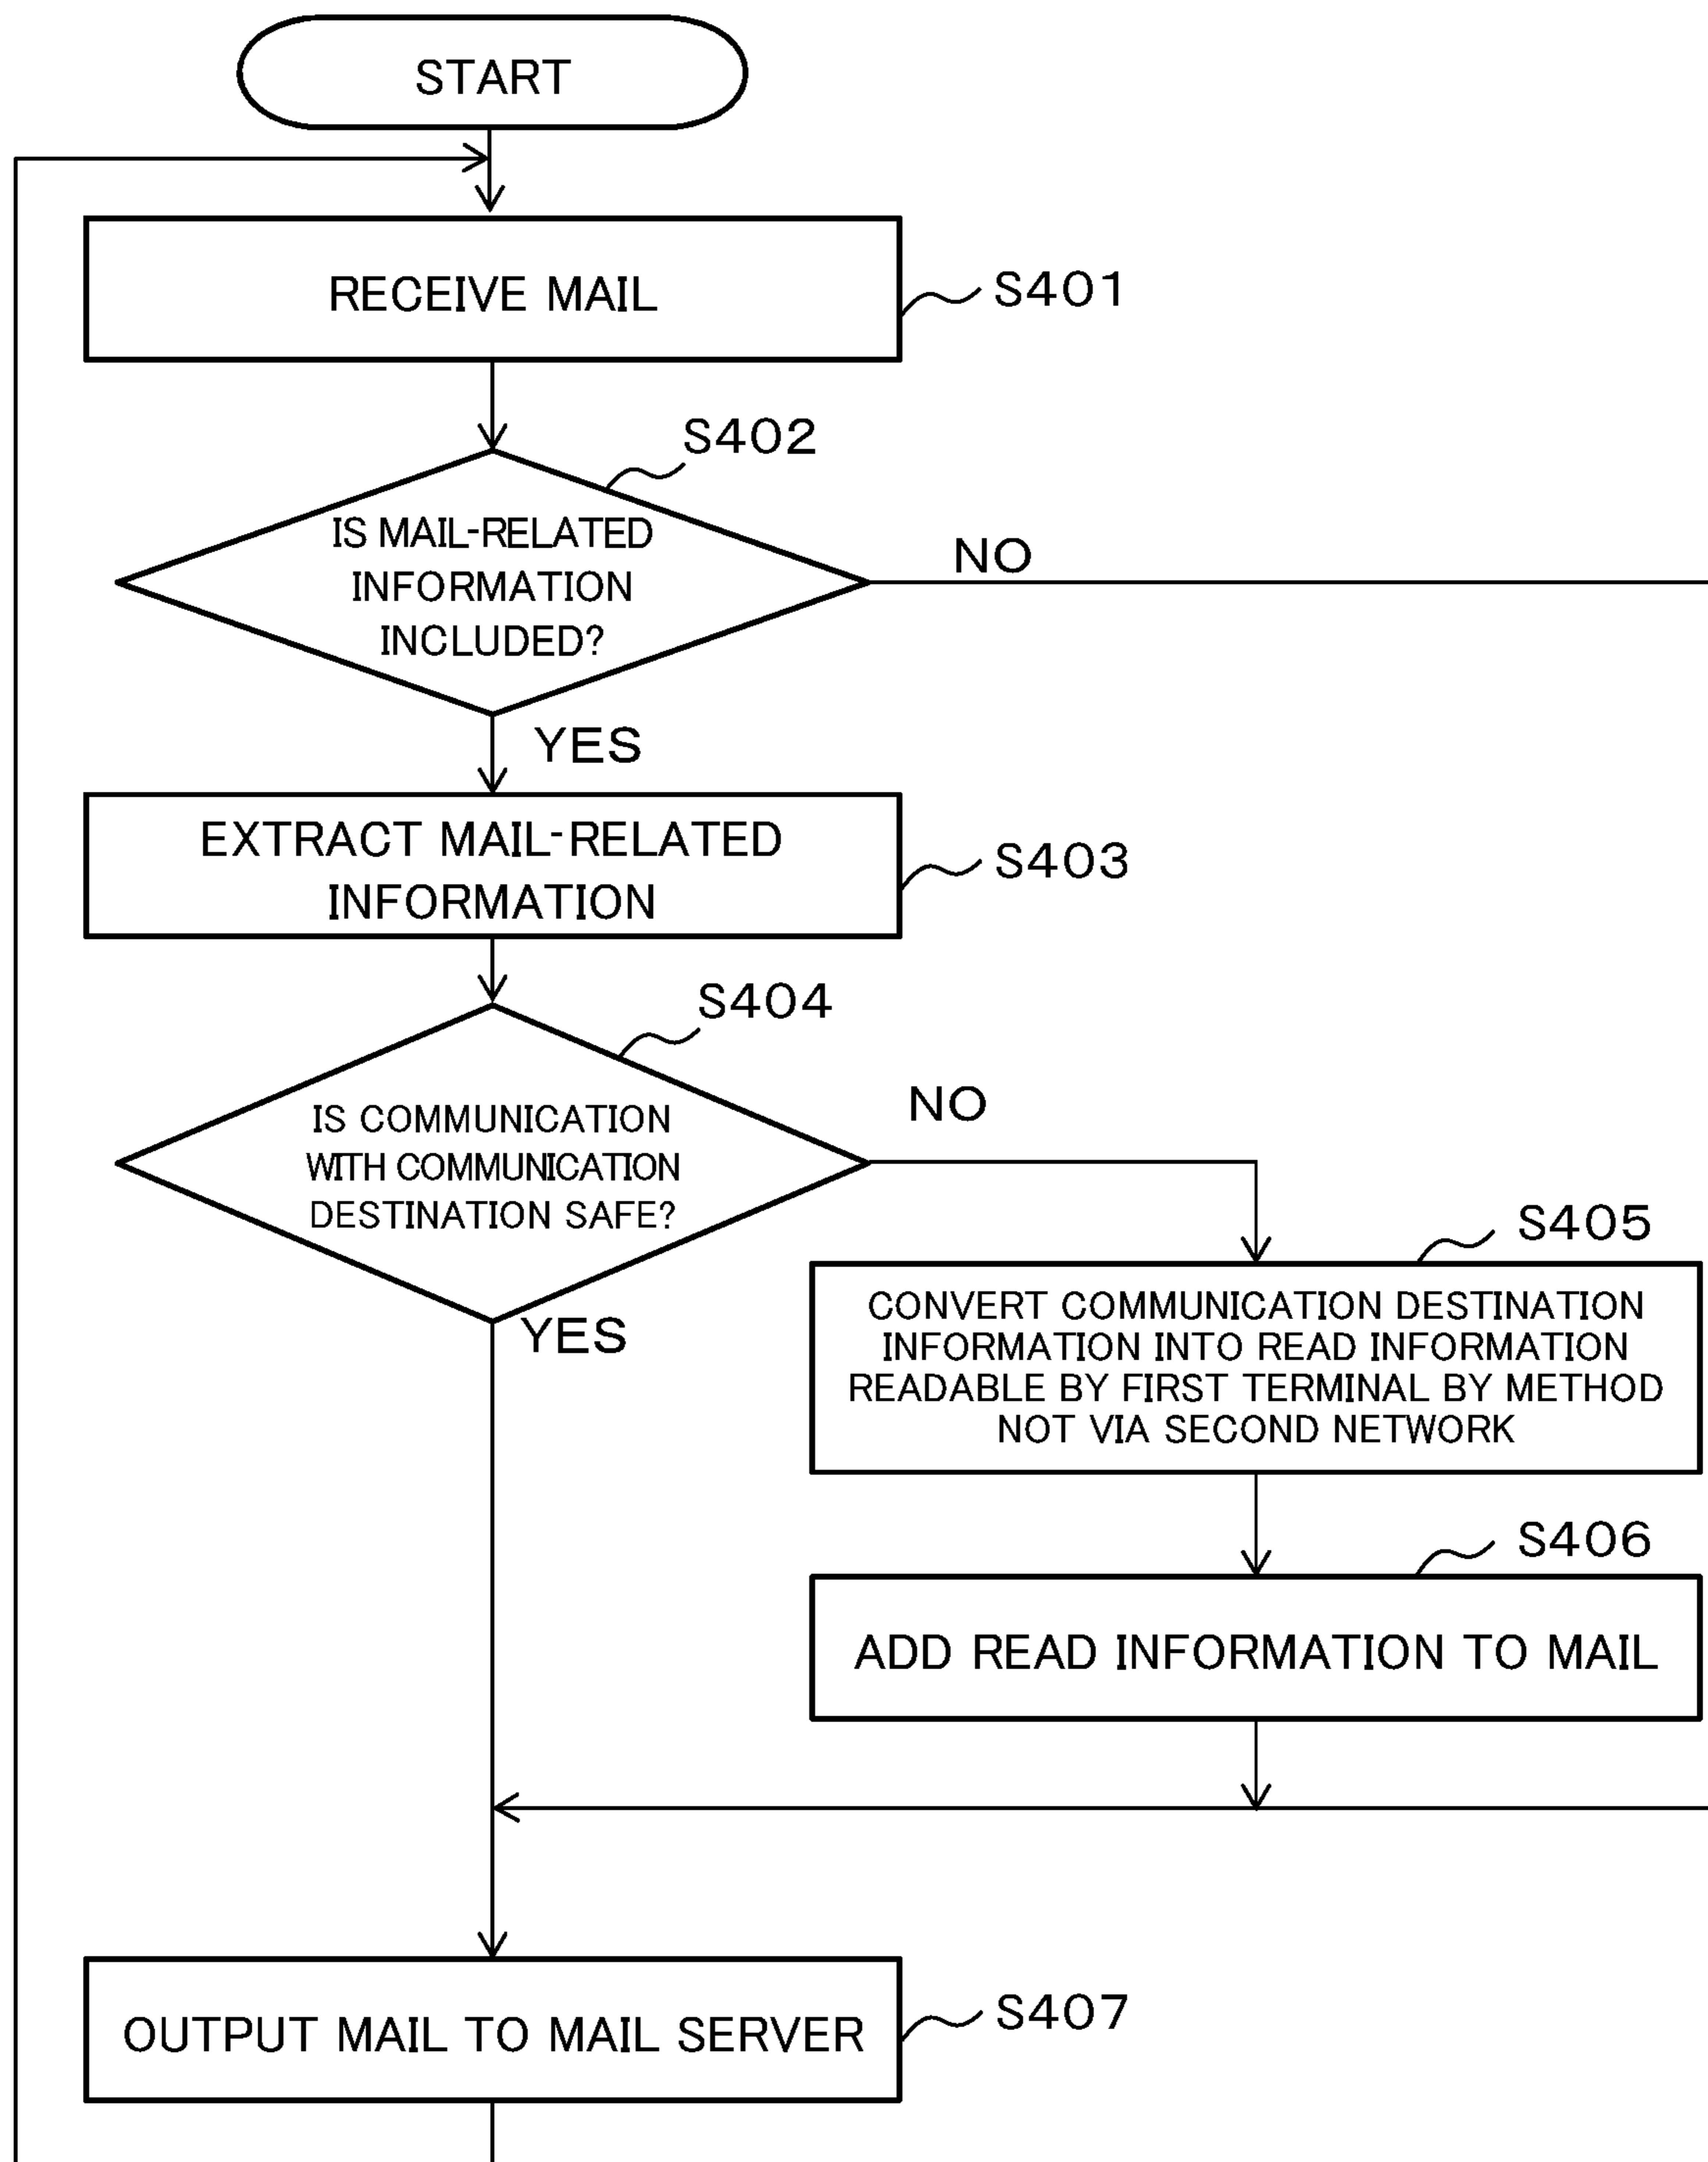 START
RECEIVE MAIL
S401
S402
IS MAIL-RELATED
INFORMATION
INCLUDED?
NO
YES
EXTRACT MAIL-RELATED
INFORMATION
S403
S404
IS COMMUNICATION
WITH COMMUNICATION
DESTINATION SAFE?
NO
YES
S405
CONVERT COMMUNICATION DESTINATION
INFORMATION INTO READ INFORMATION
READABLE BY FIRST TERMINAL BY METHOD
NOT VIA SECOND NETWORK
S406
ADD READ INFORMATION TO MAIL
OUTPUT MAIL TO MAIL SERVER
S407